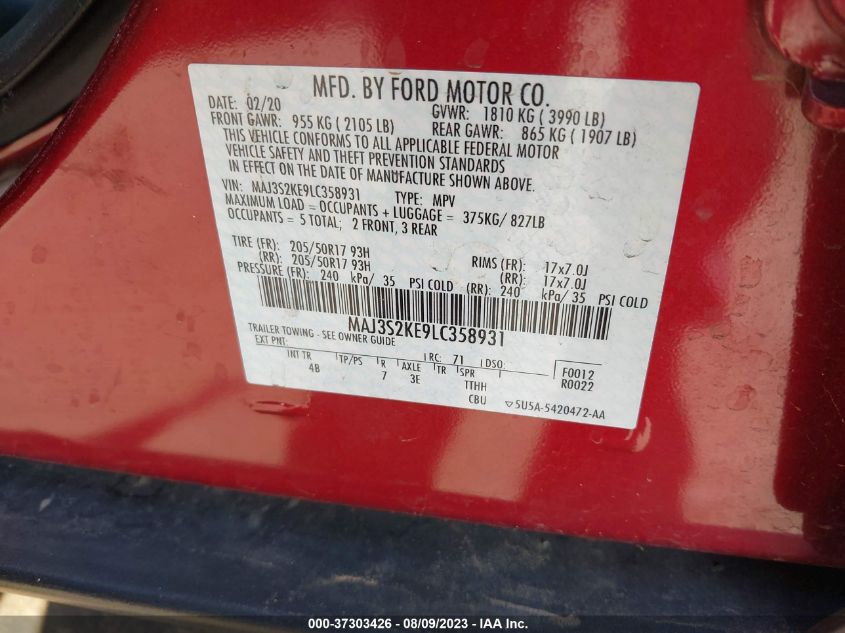 MFD. BY FORD MOTOR CO.
DATE: 02/20 GVWR: 1810 KG ( 3990 LB)
FRONT GAWR: 955 KG ( 2105 LB) REAR GAWR: 865 KG ( 1907 LB)
THIS VEHICLE CONFORMS TO ALL APPLICABLE FEDERAL MOTOR
VEHICLE SAFETY AND THEFT PREVENTION STANDARDS
IN EFFECT ON THE DATE OF MANUFACTURE SHOWN ABOVE.
VIN: MAJ3S2KE9LC358931 TYPE: MPV
MAXIMUM LOAD = OCCUPANTS + LUGGAGE = 375KG/ 827LB
OCCUPANTS = 5 TOTAL; 2 FRONT, 3 REAR
TIRE (FR): 205/50R17 93H RIMS (FR): 17x7.0J
(RR): 205/50R17 93H (RR): 17x7.0J
PRESSURE (FR): 240 kPa/ 35 PSI COLD (RR): 240 kPa/ 35 PSI COLD
MAJ3S2KE9LC358931
TRAILER TOWING - SEE OWNER GUIDE
EXT PNT: RC: 71 DSO: F0012
INT TR TP/PS R AXLE TR SPR R0022
4B 7 3E TTHH
CBU ▽5U5A-5420472-AA
000-37303426 - 08/09/2023 - Copyright © 2023 IAA, LLC.